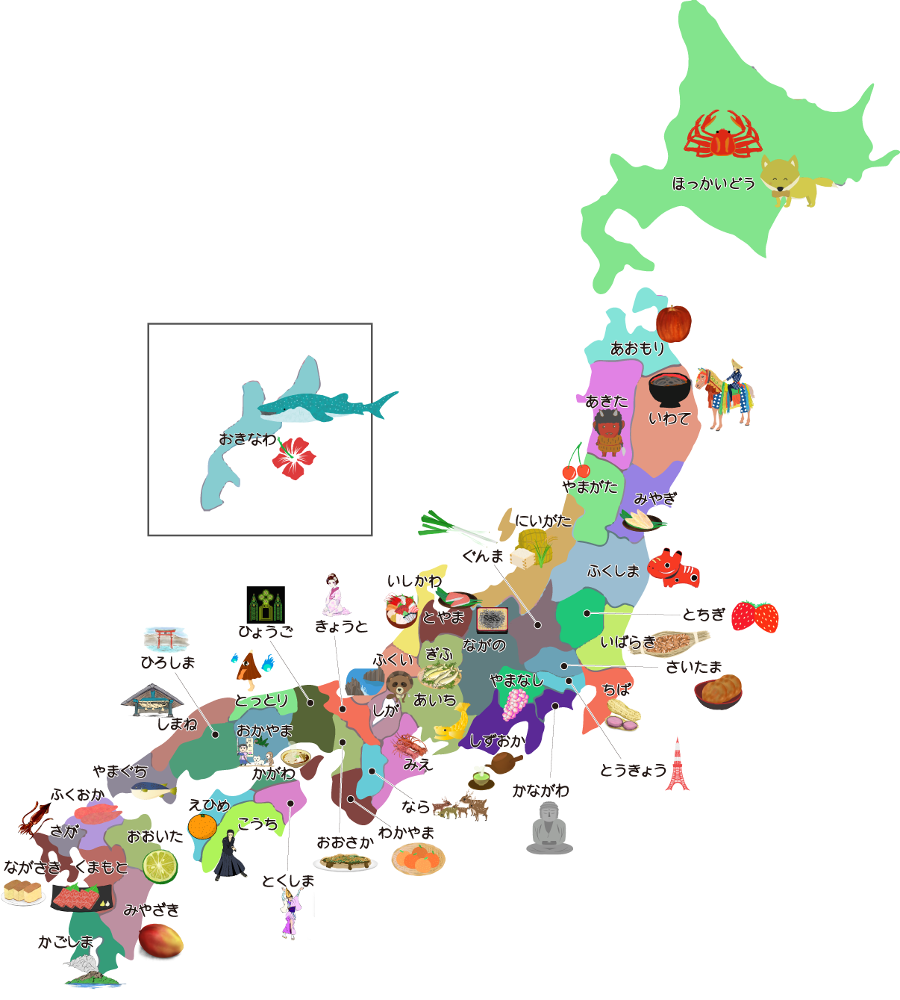 ほっかいどう
あおもり
あきた
いわて
やまがた
みやぎ
おきなわ
にいがた
ぐんま
ふくしま
いしかわ
とやま
とちぎ
ひょうご
きょうと
ながの
いばらき
ひろしま
ふくい
ぎふ
さいたま
やまなし
ちば
とっとり
あいち
しまね
しが
おかやま
しずおか
みえ
とうきょう
やまぐち
かがわ
かながわ
ふくおか
えひめ
なら
さが
こうち
わかやま
おおいた
おおさか
ながさき
くまもと
とくしま
みやざき
かごしま